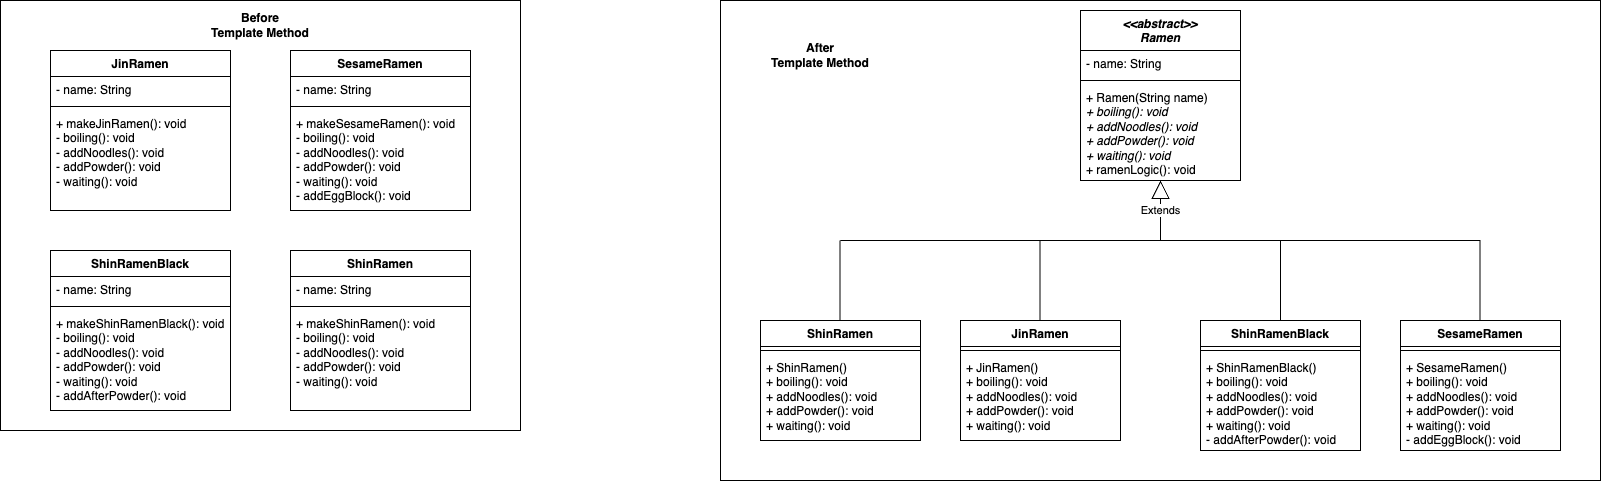 Before
Template Method
JinRamen
- name: String
+ makeJinRamen(): void
- boiling(): void
- addNoodles(): void
- addPowder(): void
- waiting(): void
SesameRamen
- name: String
+ makeSesameRamen(): void
- boiling(): void
- addNoodles(): void
- addPowder(): void
- waiting(): void
- addEggBlock(): void
ShinRamenBlack
- name: String
+ makeShinRamenBlack(): void
- boiling(): void
- addNoodles(): void
- addPowder(): void
- waiting(): void
- addAfterPowder(): void
ShinRamen
- name: String
+ makeShinRamen(): void
- boiling(): void
- addNoodles(): void
- addPowder(): void
- waiting(): void
After
Template Method
<<abstract>>
Ramen
- name: String
+ Ramen(String name)
+ boiling(): void
+ addNoodles(): void
+ addPowder(): void
+ waiting(): void
+ ramenLogic(): void
Extends
ShinRamen
+ ShinRamen()
+ boiling(): void
+ addNoodles(): void
+ addPowder(): void
+ waiting(): void
JinRamen
+ JinRamen()
+ boiling(): void
+ addNoodles(): void
+ addPowder(): void
+ waiting(): void
ShinRamenBlack
+ ShinRamenBlack()
+ boiling(): void
+ addNoodles(): void
+ addPowder(): void
+ waiting(): void
- addAfterPowder(): void
SesameRamen
+ SesameRamen()
+ boiling(): void
+ addNoodles(): void
+ addPowder(): void
+ waiting(): void
- addEggBlock(): void